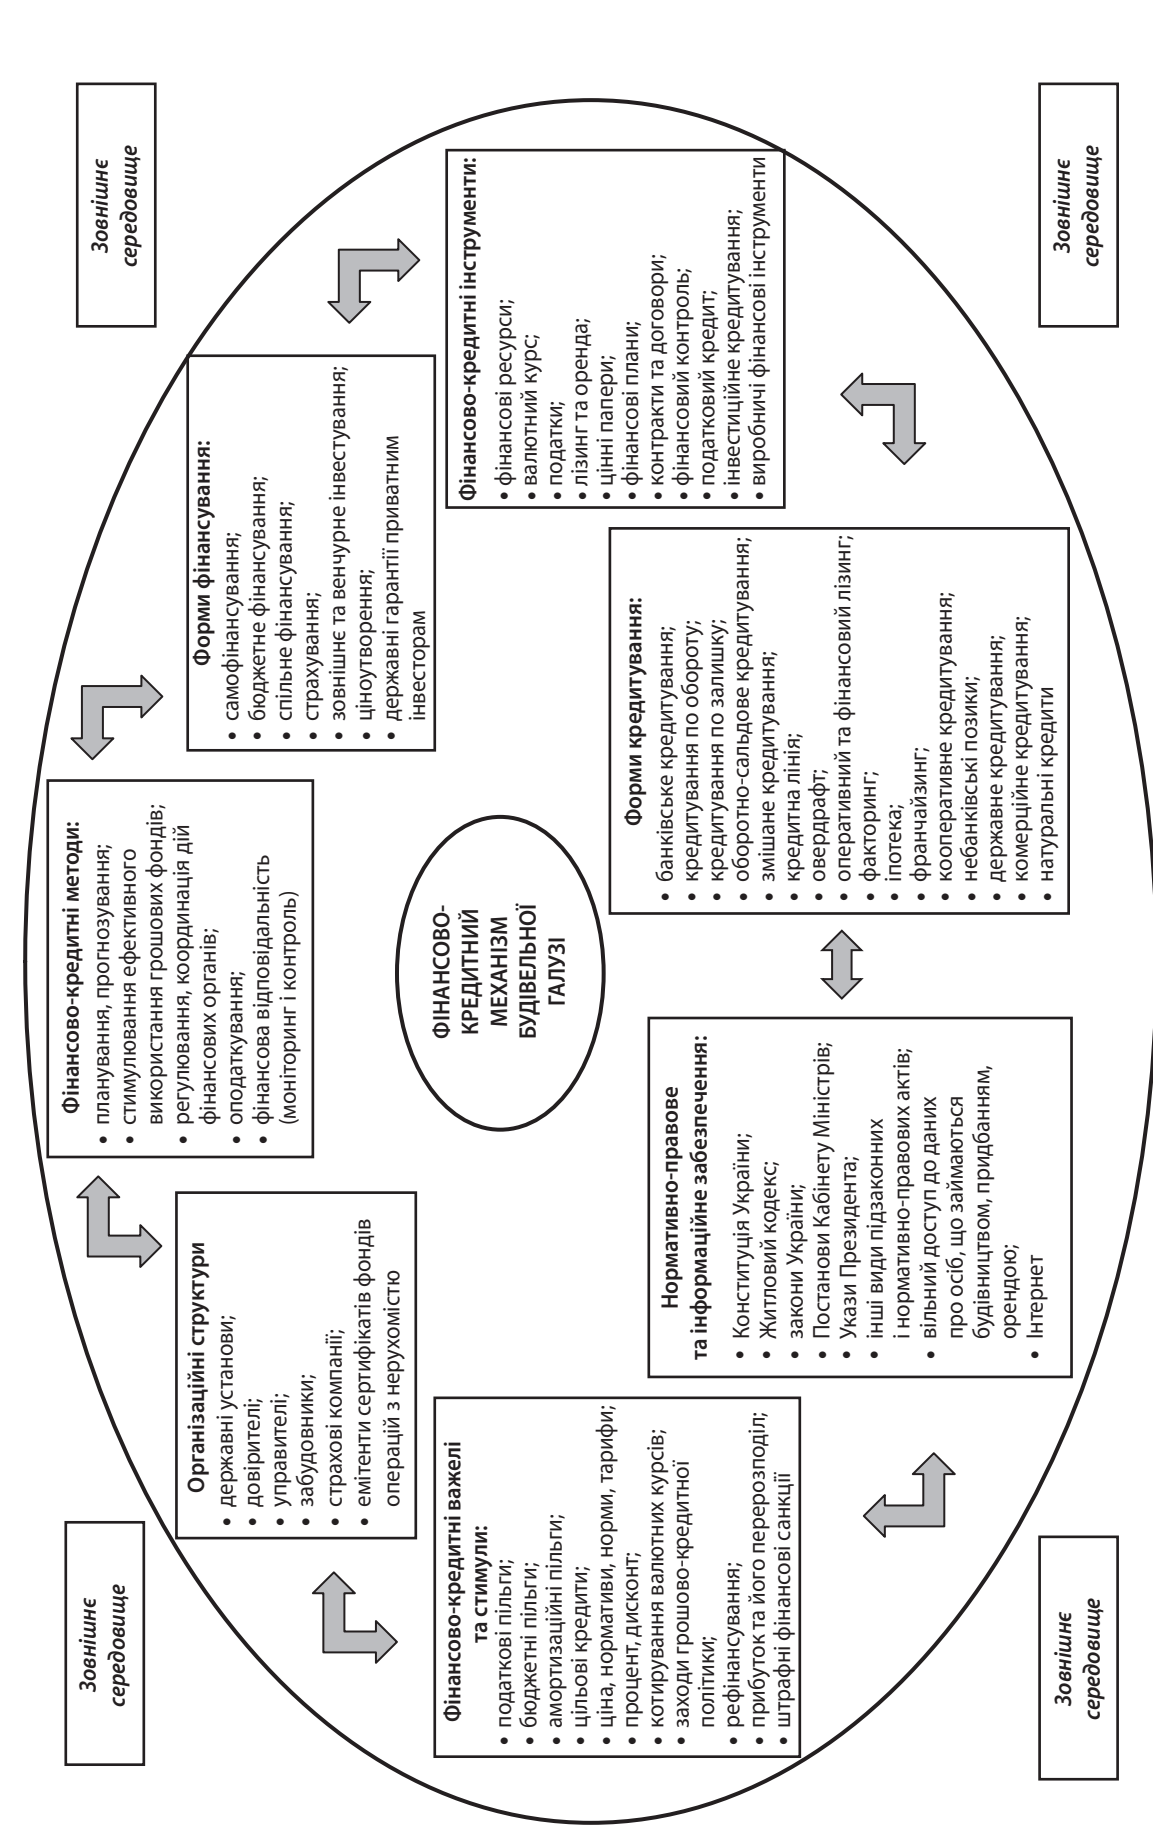 Зовнішнє
середовище
Зовнішнє
середовище
Фінансово-кредитні методи:
• планування, прогнозування;
• стимулювання ефективного
використання грошових фондів;
• регулювання, координація дій
фінансових органів;
• оподаткування;
• фінансова відповідальність
(моніторинг і контроль)
Організаційні структури
• державні установи;
• довірителі;
• управителі;
• забудовники;
• страхові компанії;
• емітенти сертифікатів фондів
операцій з нерухомістю
Форми фінансування:
• самофінансування;
• бюджетне фінансування;
• спільне фінансування;
• страхування;
• зовнішнє та венчурне інвестування;
• ціноутворення;
• державні гарантії приватним
інвесторам
Фінансово-кредитні важелі
та стимули:
• податкові пільги;
• бюджетні пільги;
• амортизаційні пільги;
• цільові кредити;
• ціна, нормативи, норми, тарифи;
• процент, дисконт;
• котирування валютних курсів;
• заходи грошово-кредитної
політики;
• рефінансування;
• прибуток та його перерозподіл;
• штрафні фінансові санкції
ФІНАНСОВО-
КРЕДИТНИЙ
МЕХАНІЗМ
БУДІВЕЛЬНОЇ
ГАЛУЗІ
Фінансово-кредитні інструменти:
• фінансові ресурси;
• валютний курс;
• податки;
• лізинг та оренда;
• цінні папери;
• фінансові плани;
• контракти та договори;
• фінансовий контроль;
• податковий кредит;
• інвестиційне кредитування;
• виробничі фінансові інструменти
Нормативно-правове
та інформаційне забезпечення:
• Конституція України;
• Житловий кодекс;
• закони України;
• Постанови Кабінету Міністрів;
• Укази Президента;
• інші види підзаконних
і нормативно-правових актів;
• вільний доступ до даних
про осіб, що займаються
будівництвом, придбанням,
орендою;
• Інтернет
Форми кредитування:
• банківське кредитування;
• кредитування по обороту;
• кредитування по залишку;
• оборотно-сальдове кредитування;
• змішане кредитування;
• кредитна лінія;
• овердрафт;
• оперативний та фінансовий лізинг;
• факторинг;
• іпотека;
• франчайзинг;
• кооперативне кредитування;
• небанківські позики;
• державне кредитування;
• комерційне кредитування;
• натуральні кредити
Зовнішнє
середовище
Зовнішнє
середовище